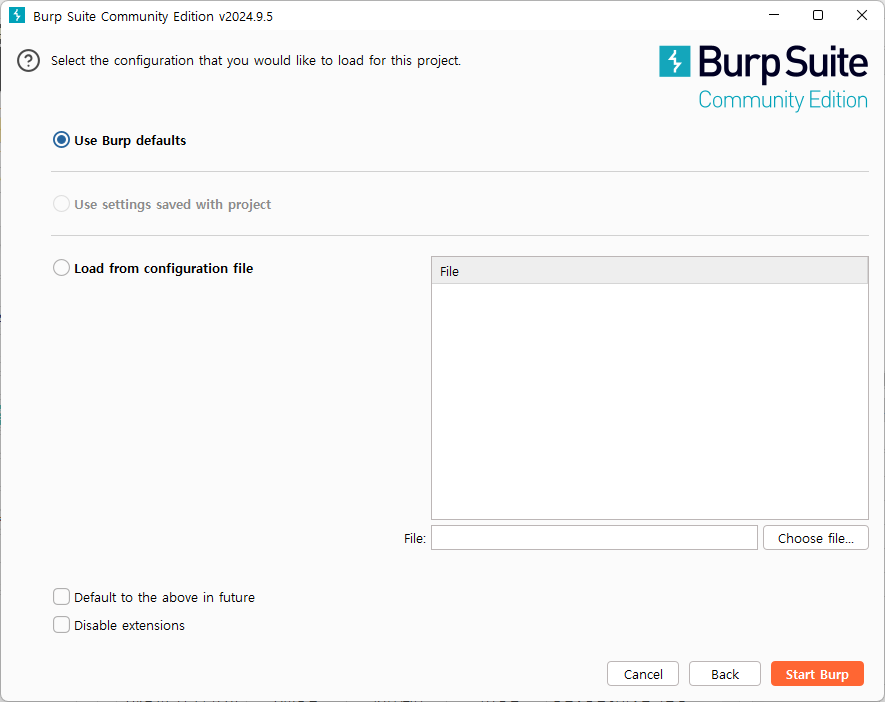 Burp Suite Community Edition v2024.9.5
Select the configuration that you would like to load for this project.
Burp Suite
Community Edition
Use Burp defaults
Use settings saved with project
Load from configuration file
File
File:
Choose file...
Default to the above in future
Disable extensions
Cancel
Back
Start Burp